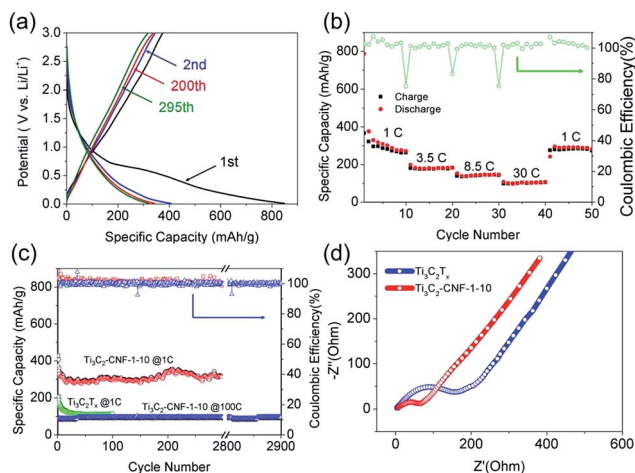 (a)
Potential ( V vs. Li/Li+)
3.0
2.5
2.0
1.5
1.0
0.5
0.0
2nd
200th
295th
1st
0 200 400 600 800
Specific Capacity (mAh/g)
(b)
Specific Capacity (mAh/g)
800
600
400
200
0
Charge
Discharge
1 C
3.5 C
8.5 C
30 C
1 C
0 10 20 30 40 50
Cycle Number
100
80
60
40
20
0
Coulombic Efficiency(%)
(c)
Specific Capacity (mAh/g)
800
600
400
200
0
Ti3C2-CNF-1-10 @1C
Ti3C2Tx@1C
Ti3C2-CNF-1-10 @100C
0 100 200 2800 2900
Cycle Number
100
80
60
40
20
0
Coulombic Efficiency(%)
(d)
-Z''(Ohm)
300
200
100
0
Ti3C2Tx
Ti3C2-CNF-1-10
0 200 400 600
Z'(Ohm)